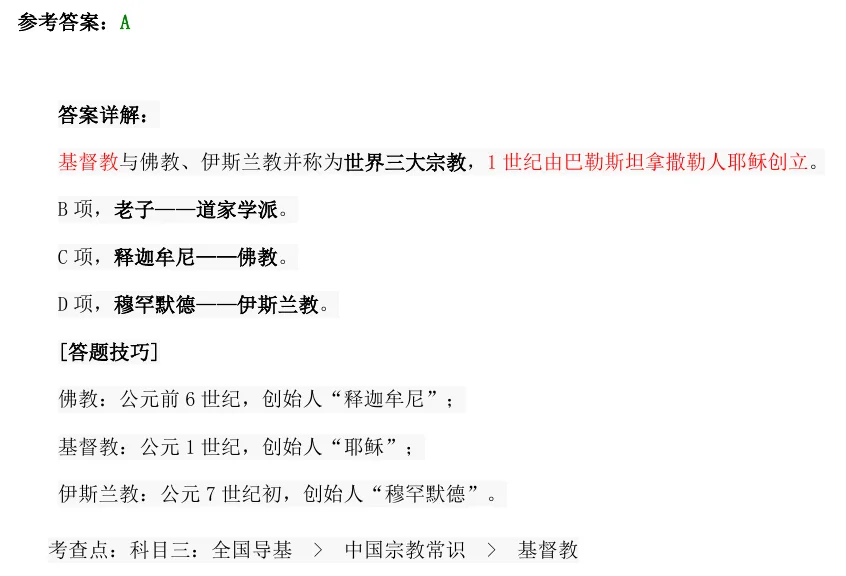 参考答案：A
答案详解：
基督教与佛教、伊斯兰教并称为世界三大宗教，1 世纪由巴勒斯坦拿撒勒人耶稣创立。
B 项，老子——道家学派。
C 项，释迦牟尼——佛教。
D 项，穆罕默德——伊斯兰教。
[答题技巧]
佛教：公元前 6 世纪，创始人“释迦牟尼”；
基督教：公元 1 世纪，创始人“耶稣”；
伊斯兰教：公元 7 世纪初，创始人“穆罕默德”。
考查点：科目三：全国导基 > 中国宗教常识 > 基督教